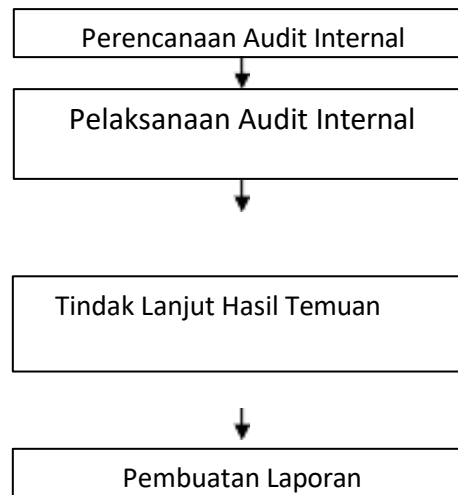 Perencanaan Audit Internal
Pelaksanaan Audit Internal
Tindak Lanjut Hasil Temuan
Pembuatan Laporan